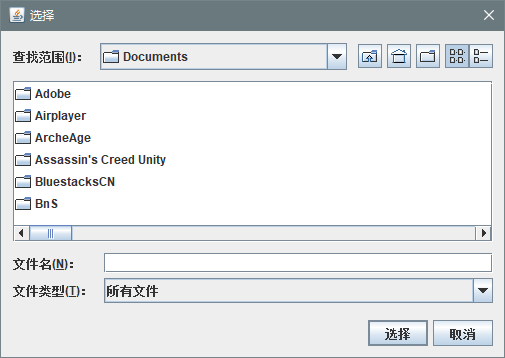 选择
查找范围(I)： Documents
Adobe
Airplayer
ArcheAge
Assassin's Creed Unity
BluestacksCN
BnS
文件名(N)：
文件类型(T)： 所有文件
选择 取消